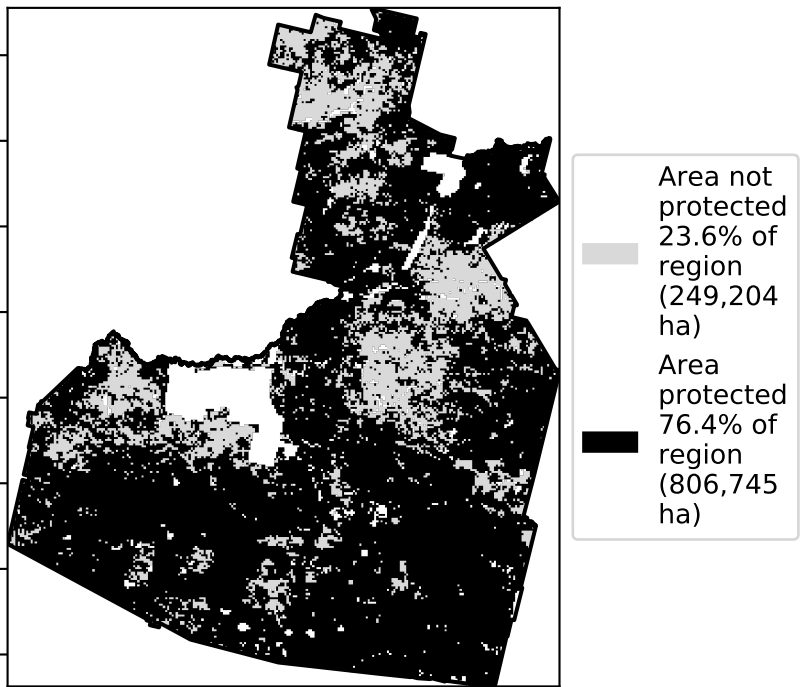 Area not
protected
23.6% of
region
(249,204
ha)
Area
protected
76.4% of
region
(806,745
ha)